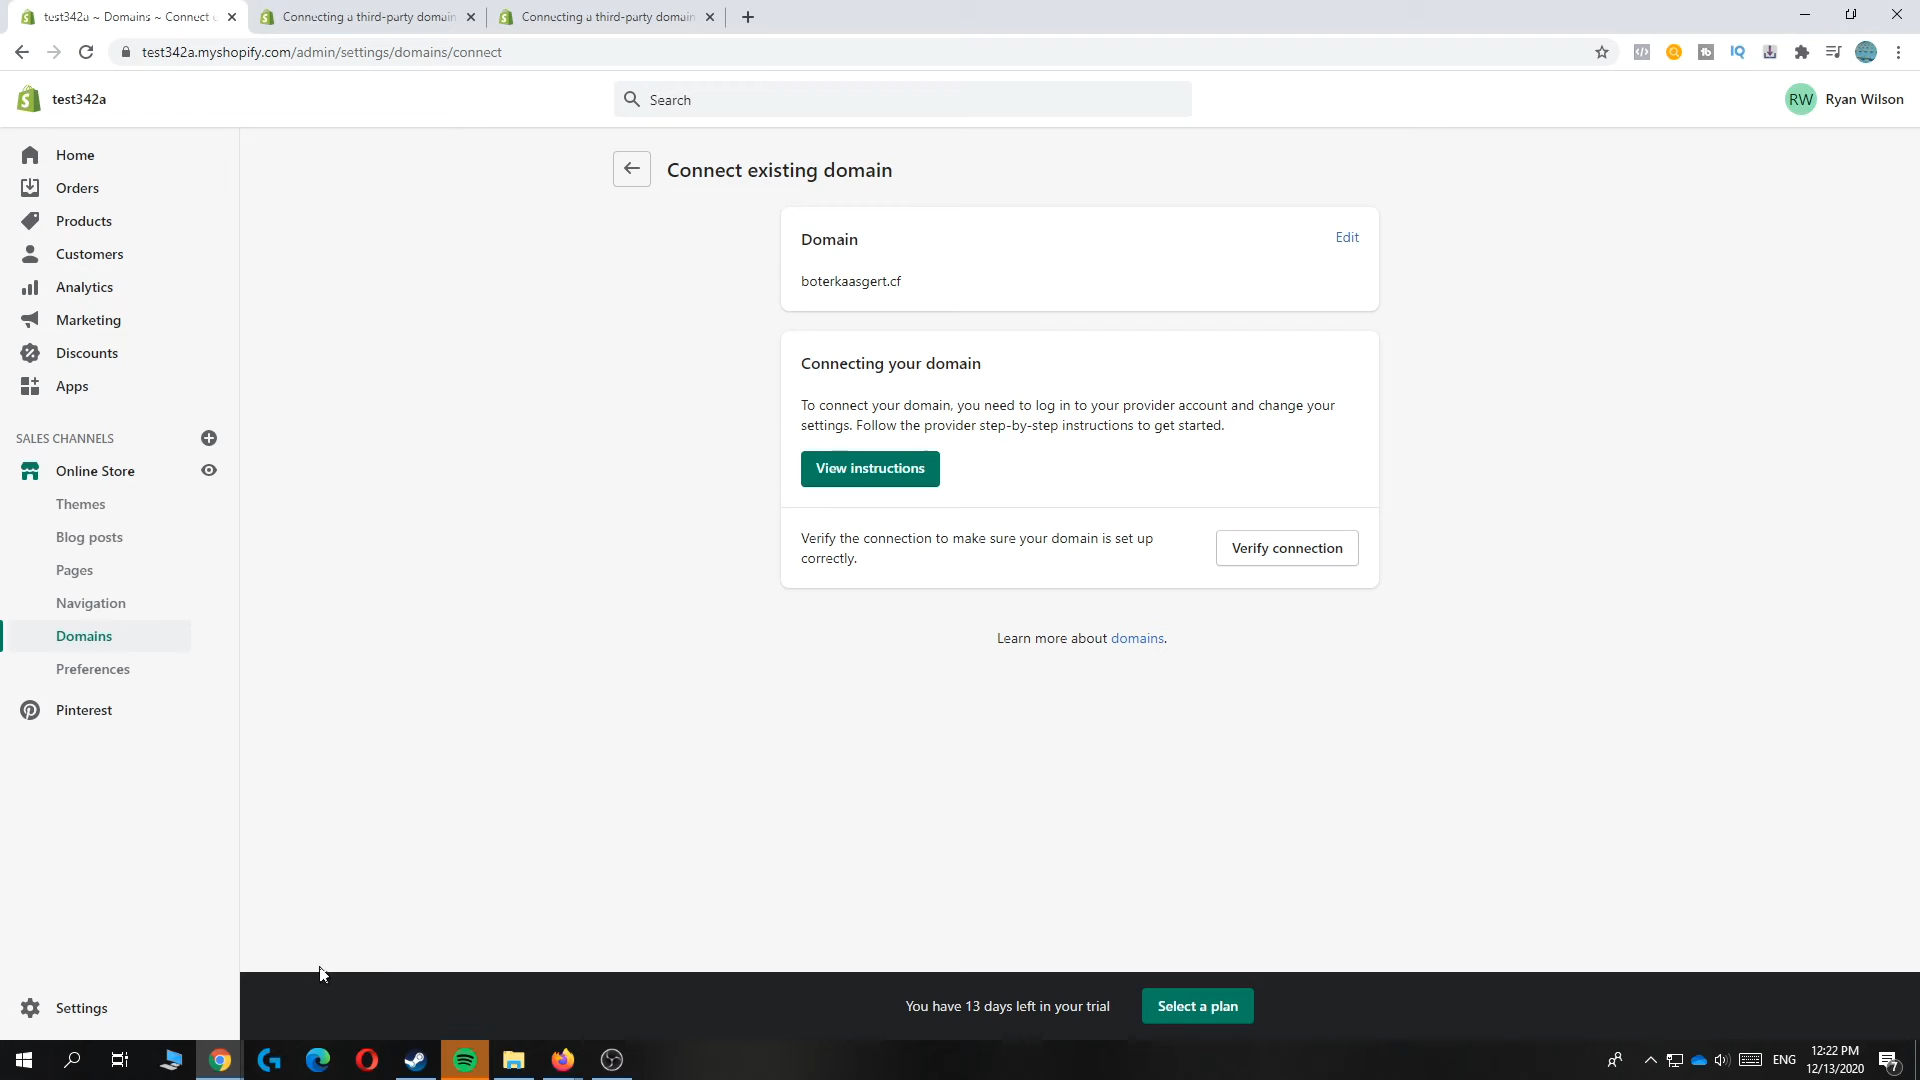 test342a ~ Domains ~ Connect
Connecting a third-party domain
Connecting a third-party domain
test342a.myshopify.com/admin/settings/domains/connect
test342a
Search
RW
Ryan Wilson
Home
Orders
Products
Customers
Analytics
Marketing
Discounts
Apps
SALES CHANNELS
Online Store
Themes
Blog posts
Pages
Navigation
Domains
Preferences
Pinterest
Settings
Connect existing domain
Domain
Edit
boterkaasgert.cf
Connecting your domain
To connect your domain, you need to log in to your provider account and change your
settings. Follow the provider step-by-step instructions to get started.
View instructions
Verify the connection to make sure your domain is set up
correctly.
Verify connection
Learn more about domains.
You have 13 days left in your trial
Select a plan
ENG
12:22 PM
12/13/2020
7